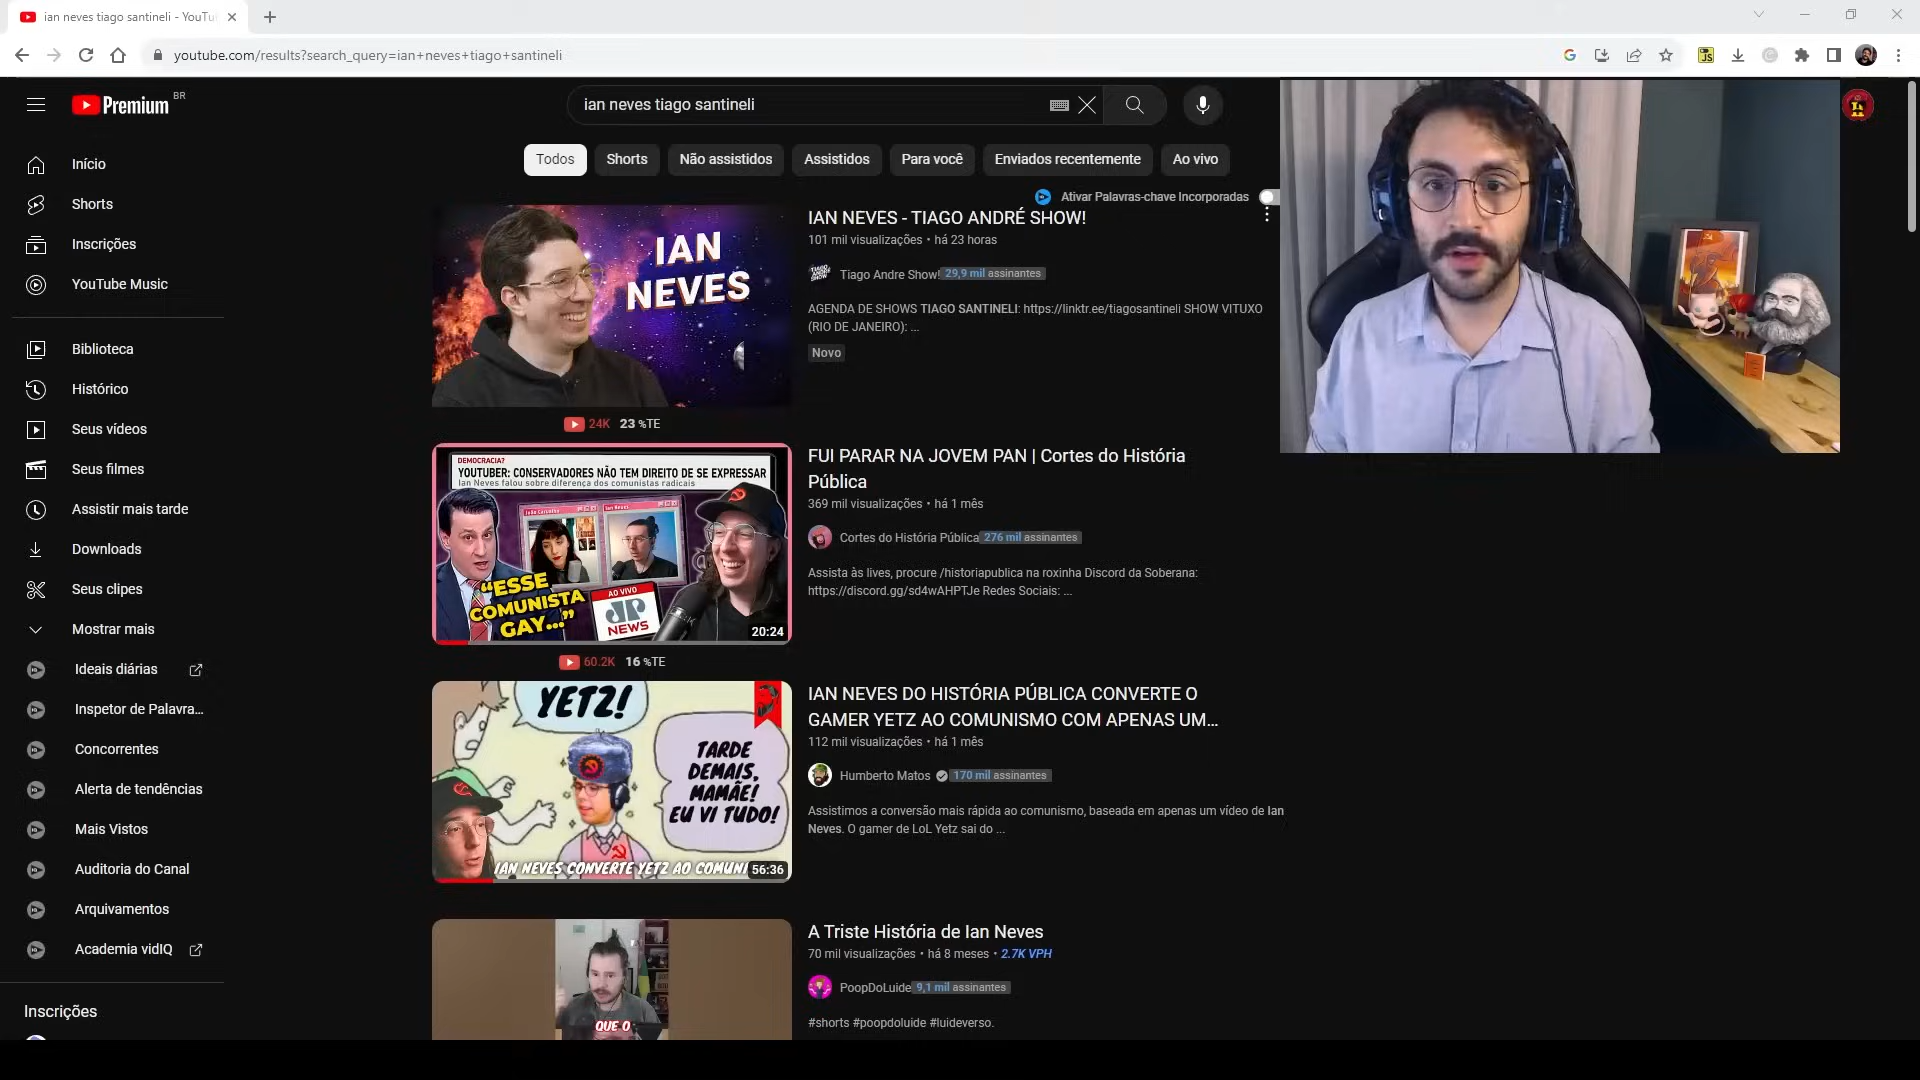 ian neves tiago santineli - YouTu
youtube.com/results?search_query=ian+neves+tiago+santineli
Premium BR
ian neves tiago santineli
Todos
Shorts
Não assistidos
Assistidos
Para você
Enviados recentemente
Ao vivo
Início
Shorts
Inscrições
YouTube Music
Biblioteca
Histórico
Seus vídeos
Seus filmes
Assistir mais tarde
Downloads
Seus clipes
Mostrar mais
Ideais diárias
Inspetor de Palavra...
Concorrentes
Alerta de tendências
Mais Vistos
Auditoria do Canal
Arquivamentos
Academia vidIQ
Inscrições
Ativar Palavras-chave Incorporadas
IAN
NEVES
IAN NEVES - TIAGO ANDRÉ SHOW!
101 mil visualizações • há 23 horas
Tiago Andre Show! 29,9 mil assinantes
AGENDA DE SHOWS TIAGO SANTINELI: https://linktr.ee/tiagosantineli SHOW VITUXO
(RIO DE JANEIRO): ...
Novo
24K 23 %TE
DEMOCRACIA?
YOUTUBER: CONSERVADORES NÃO TEM DIREITO DE SE EXPRESSAR
Ian Neves falou sobre diferença dos comunistas radicais
João Carvalho
Ian Neves
"ESSE
COMUNISTA
GAY..."
AO VIVO
JP
NEWS
20:24
FUI PARAR NA JOVEM PAN | Cortes do História
Pública
369 mil visualizações • há 1 mês
Cortes do História Pública 276 mil assinantes
Assista às lives, procure /historiapublica na roxinha Discord da Soberana:
https://discord.gg/sd4wAHPTJe Redes Sociais: ...
60.2K 16 %TE
YETZ!
TARDE
DEMAIS,
MAMÃE!
EU VI TUDO!
IAN NEVES CONVERTE YETZ AO COMUNI
56:36
IAN NEVES DO HISTÓRIA PÚBLICA CONVERTE O
GAMER YETZ AO COMUNISMO COM APENAS UM...
112 mil visualizações • há 1 mês
Humberto Matos 170 mil assinantes
Assistimos a conversão mais rápida ao comunismo, baseada em apenas um vídeo de Ian
Neves. O gamer de LoL Yetz sai do ...
QUE O
A Triste História de Ian Neves
70 mil visualizações • há 8 meses • 2.7K VPH
PoopDoLuide 9,1 mil assinantes
#shorts #poopdoluide #luideverso.